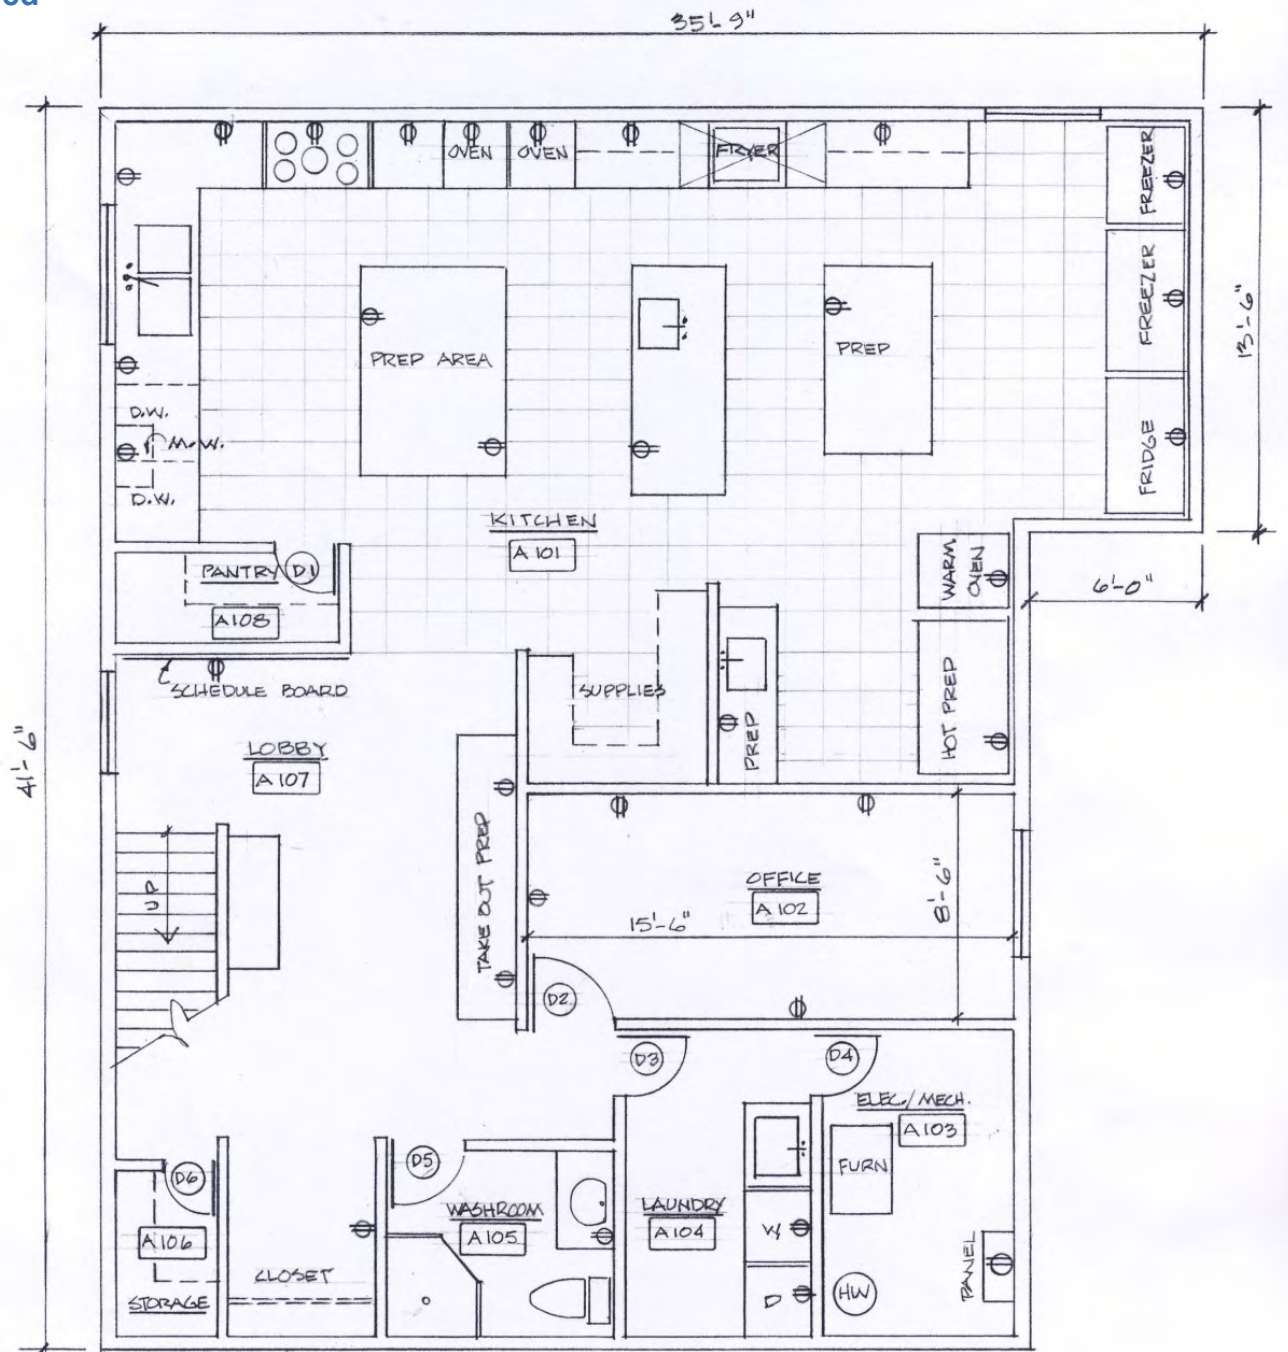 35'-9"
OVEN
OVEN
FRYER
FREEZER
FREEZER
13'-6"
PREP AREA
PREP
D.W.
M.W.
D.W.
FRIDGE
KITCHEN
A 101
PANTRY
D1
A108
WARM
OVEN
6'-0"
SCHEDULE BOARD
SUPPLIES
PREP
HOT PREP
41'-6"
LOBBY
A 107
UP
TAKE OUT PREP
OFFICE
A 102
8'-6"
15'-6"
D2
D3
D4
ELEC./MECH.
A103
FURN
D5
D6
WASHROOM
A105
LAUNDRY
A104
W
A106
STORAGE
CLOSET
D
HW
PANEL